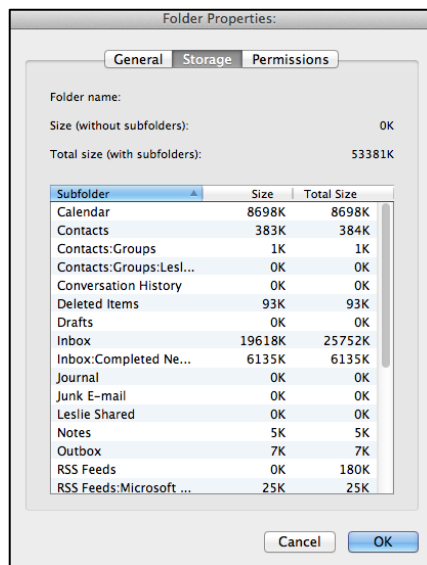 Folder Properties:
General Storage Permissions
Folder name:
Size (without subfolders): 0K
Total size (with subfolders): 53381K
Subfolder Size Total Size
Calendar 8698K 8698K
Contacts 383K 384K
Contacts:Groups 1K 1K
Contacts:Groups:Lesl... 0K 0K
Conversation History 0K 0K
Deleted Items 93K 93K
Drafts 0K 0K
Inbox 19618K 25752K
Inbox:Completed Ne... 6135K 6135K
Journal 0K 0K
Junk E-mail 0K 0K
Leslie Shared 0K 0K
Notes 5K 5K
Outbox 7K 7K
RSS Feeds 0K 180K
RSS Feeds:Microsoft ... 25K 25K
Cancel OK